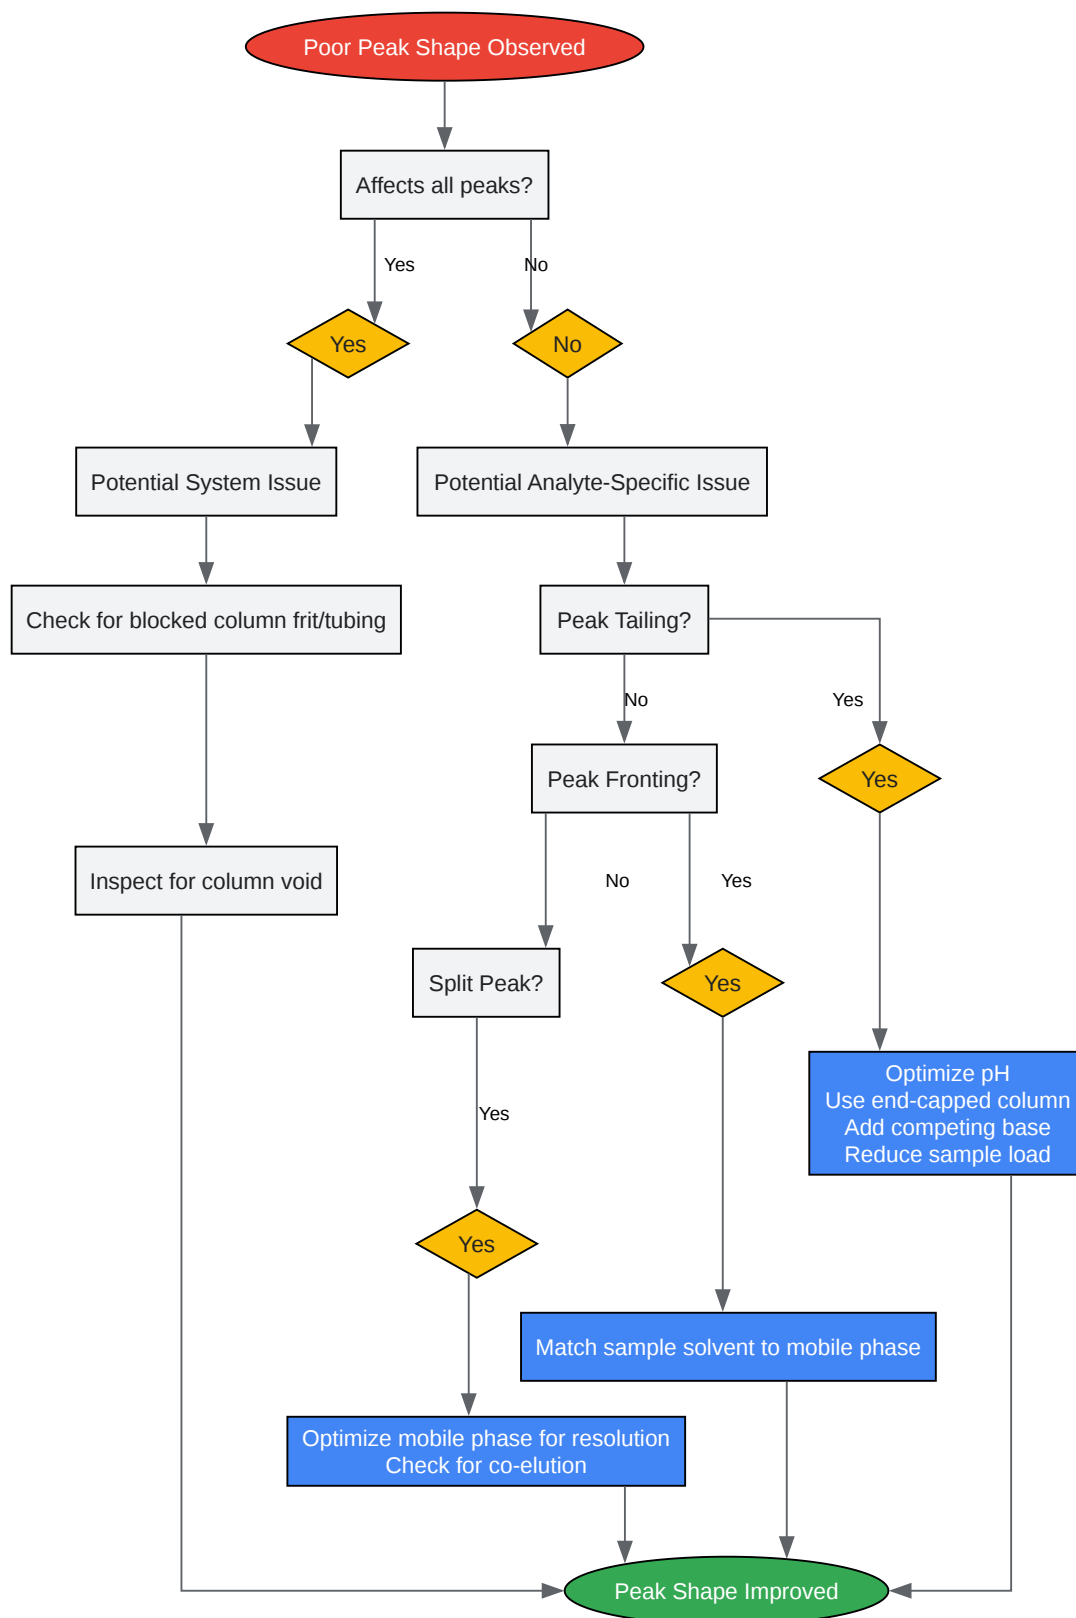 Poor Peak Shape Observed
Affects all peaks?
Yes
No
Yes
No
Potential System Issue
Potential Analyte-Specific Issue
Check for blocked column frit/tubing
Peak Tailing?
No
Yes
Peak Fronting?
Yes
Inspect for column void
No
Yes
Split Peak?
Yes
Optimize pH
Use end-capped column
Add competing base
Reduce sample load
Yes
Yes
Match sample solvent to mobile phase
Optimize mobile phase for resolution
Check for co-elution
Peak Shape Improved